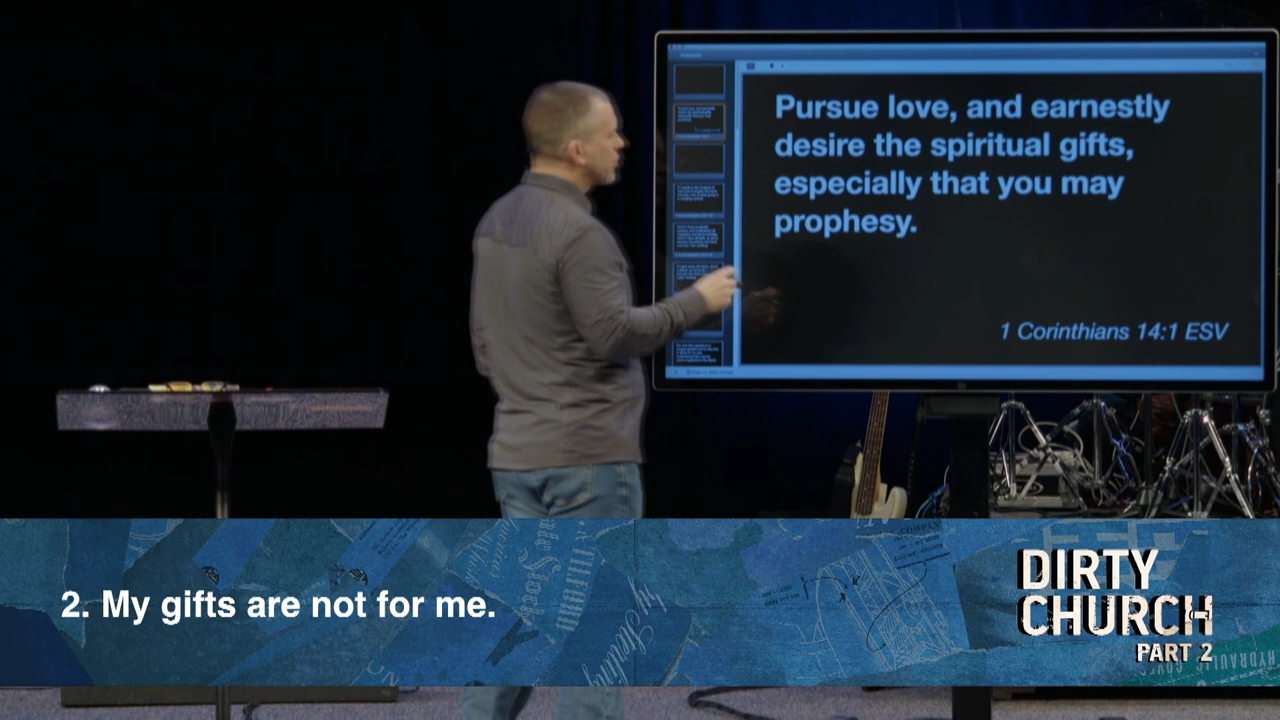 Pursue love, and earnestly
desire the spiritual gifts,
especially that you may
prophesy.
1 Corinthians 14:1 ESV
2. My gifts are not for me.
DIRTY
CHURCH
PART 2